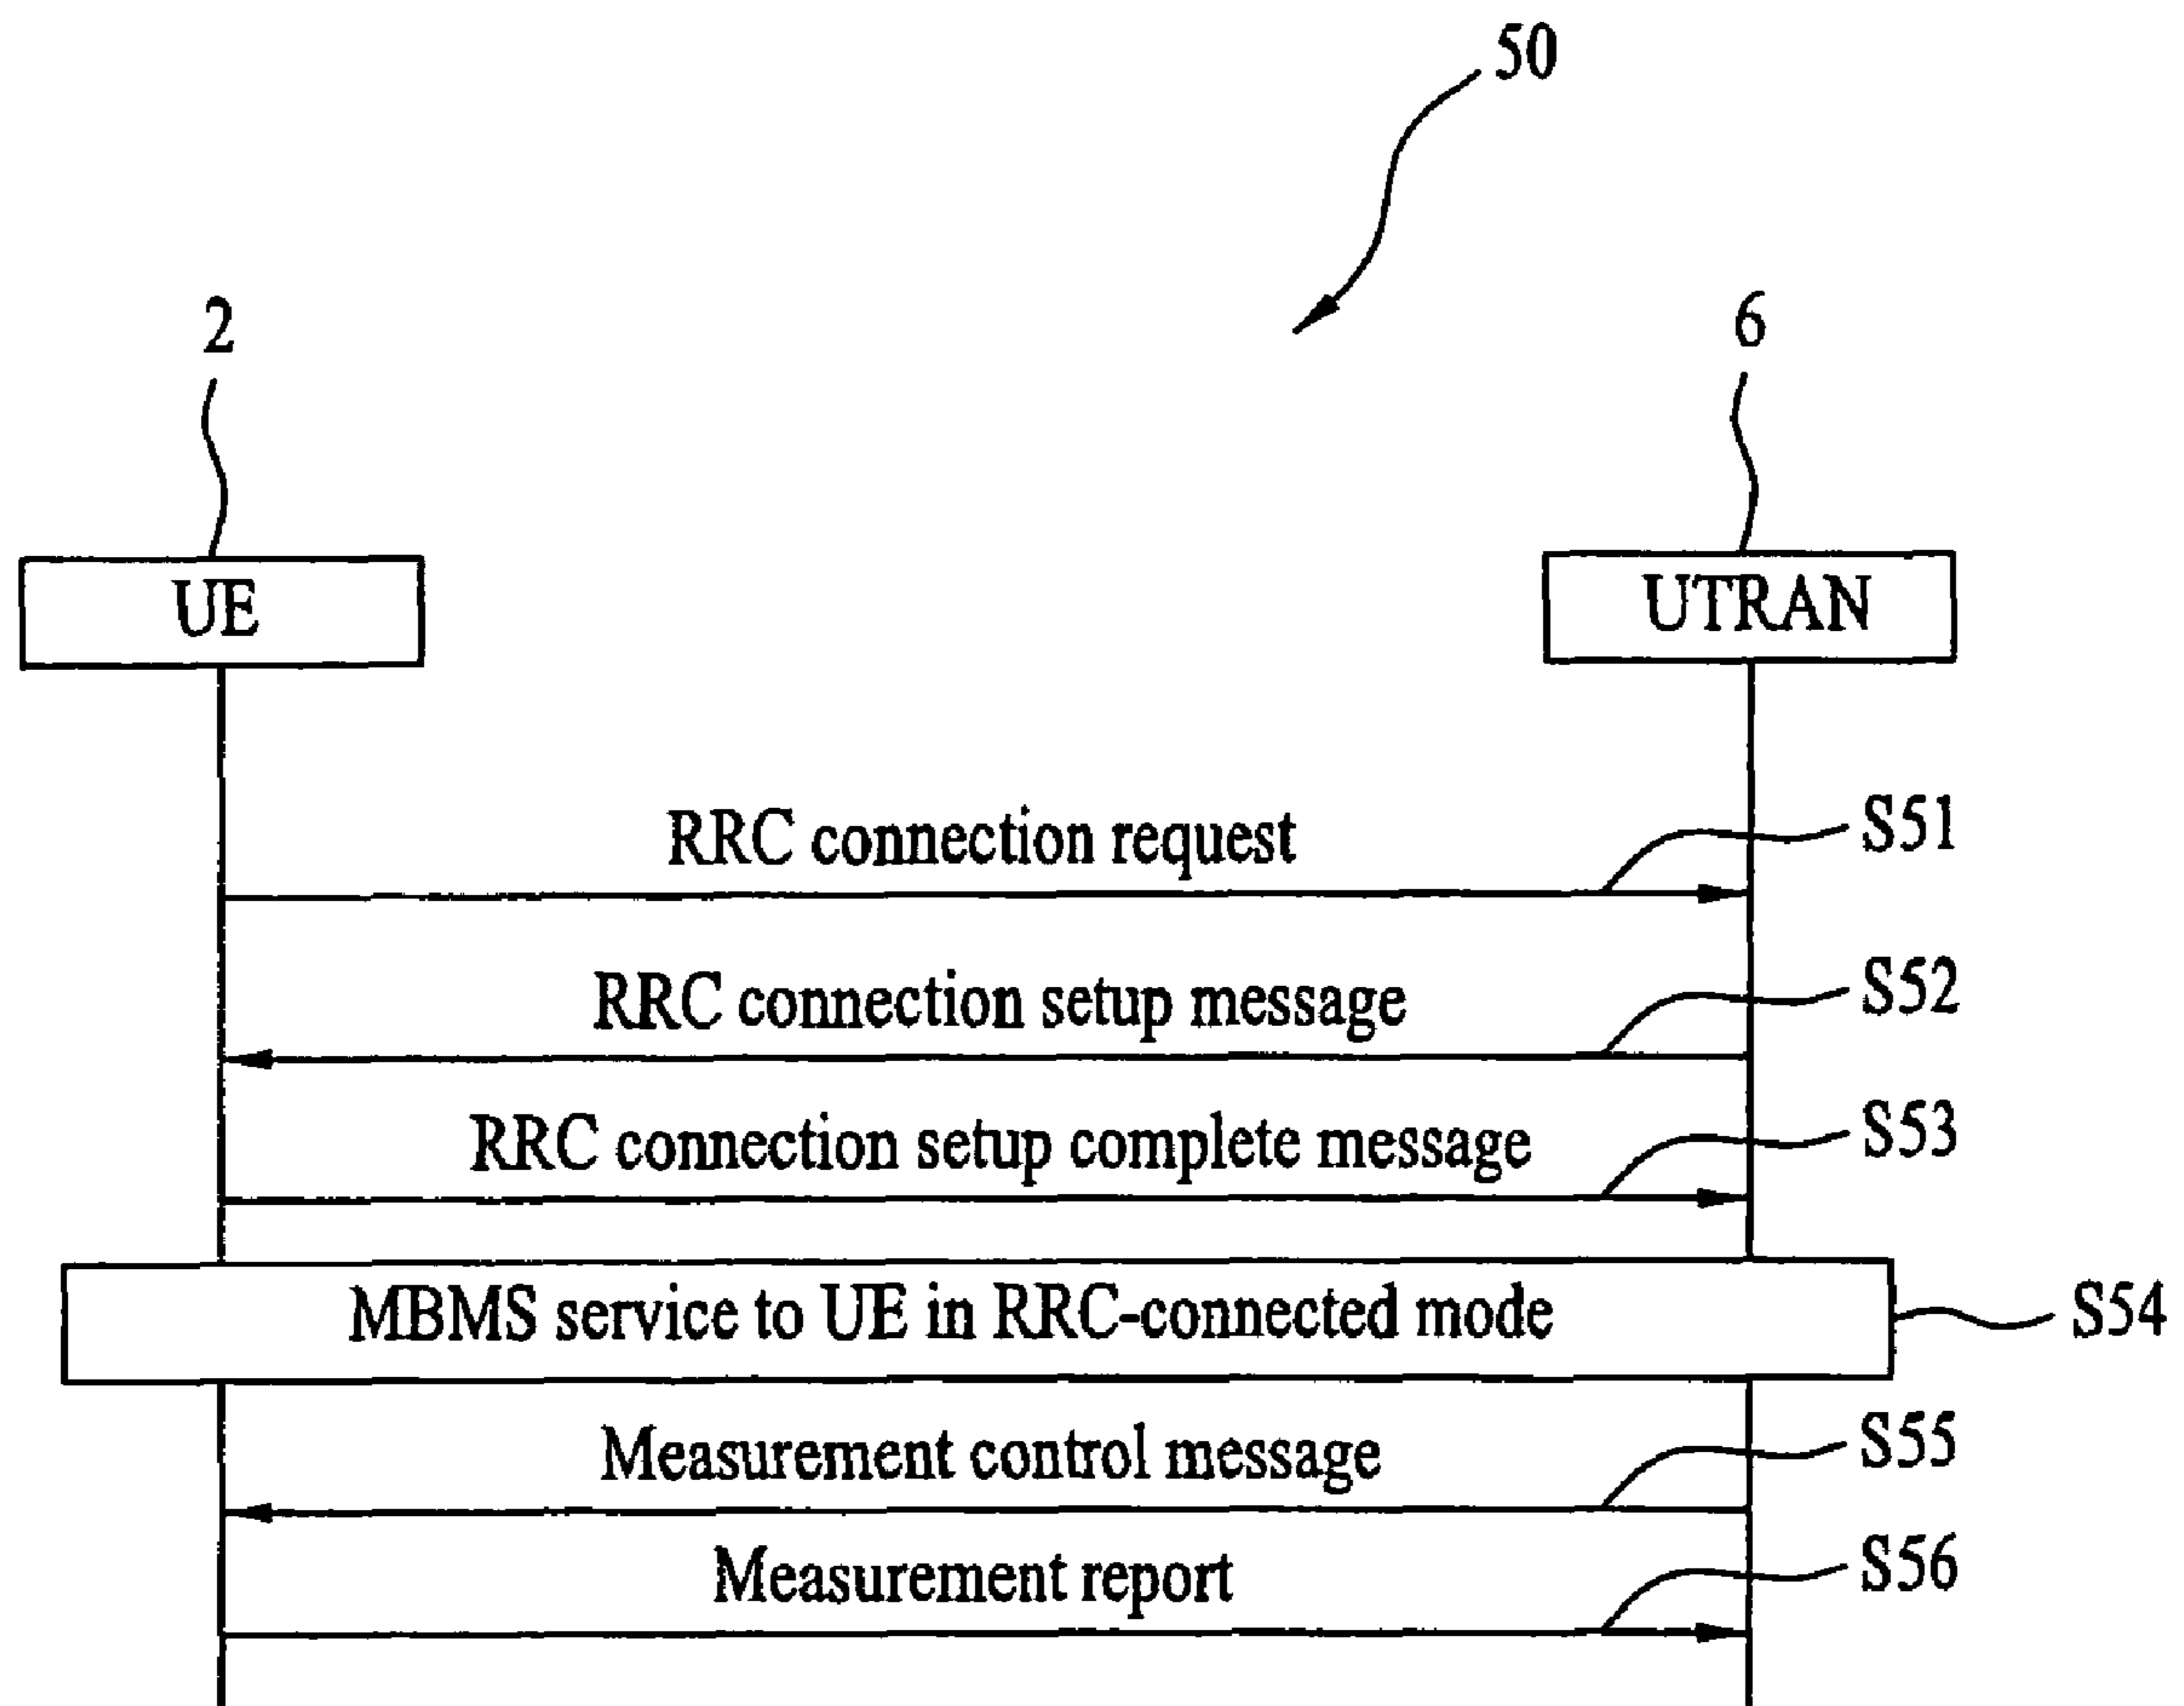 50
2
6
UE
UTRAN
RRC connection request
S51
RRC connection setup message
S52
RRC connection setup complete message
S53
MBMS service to UE in RRC-connected mode
S54
Measurement control message
S55
Measurement report
S56